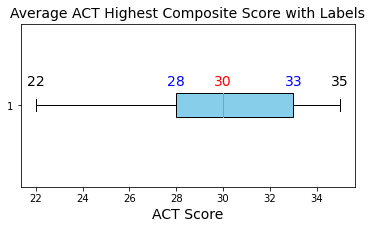 Average ACT Highest Composite Score with Labels
22 28 30 33 35
1
22 24 26 28 30 32 34
ACT Score